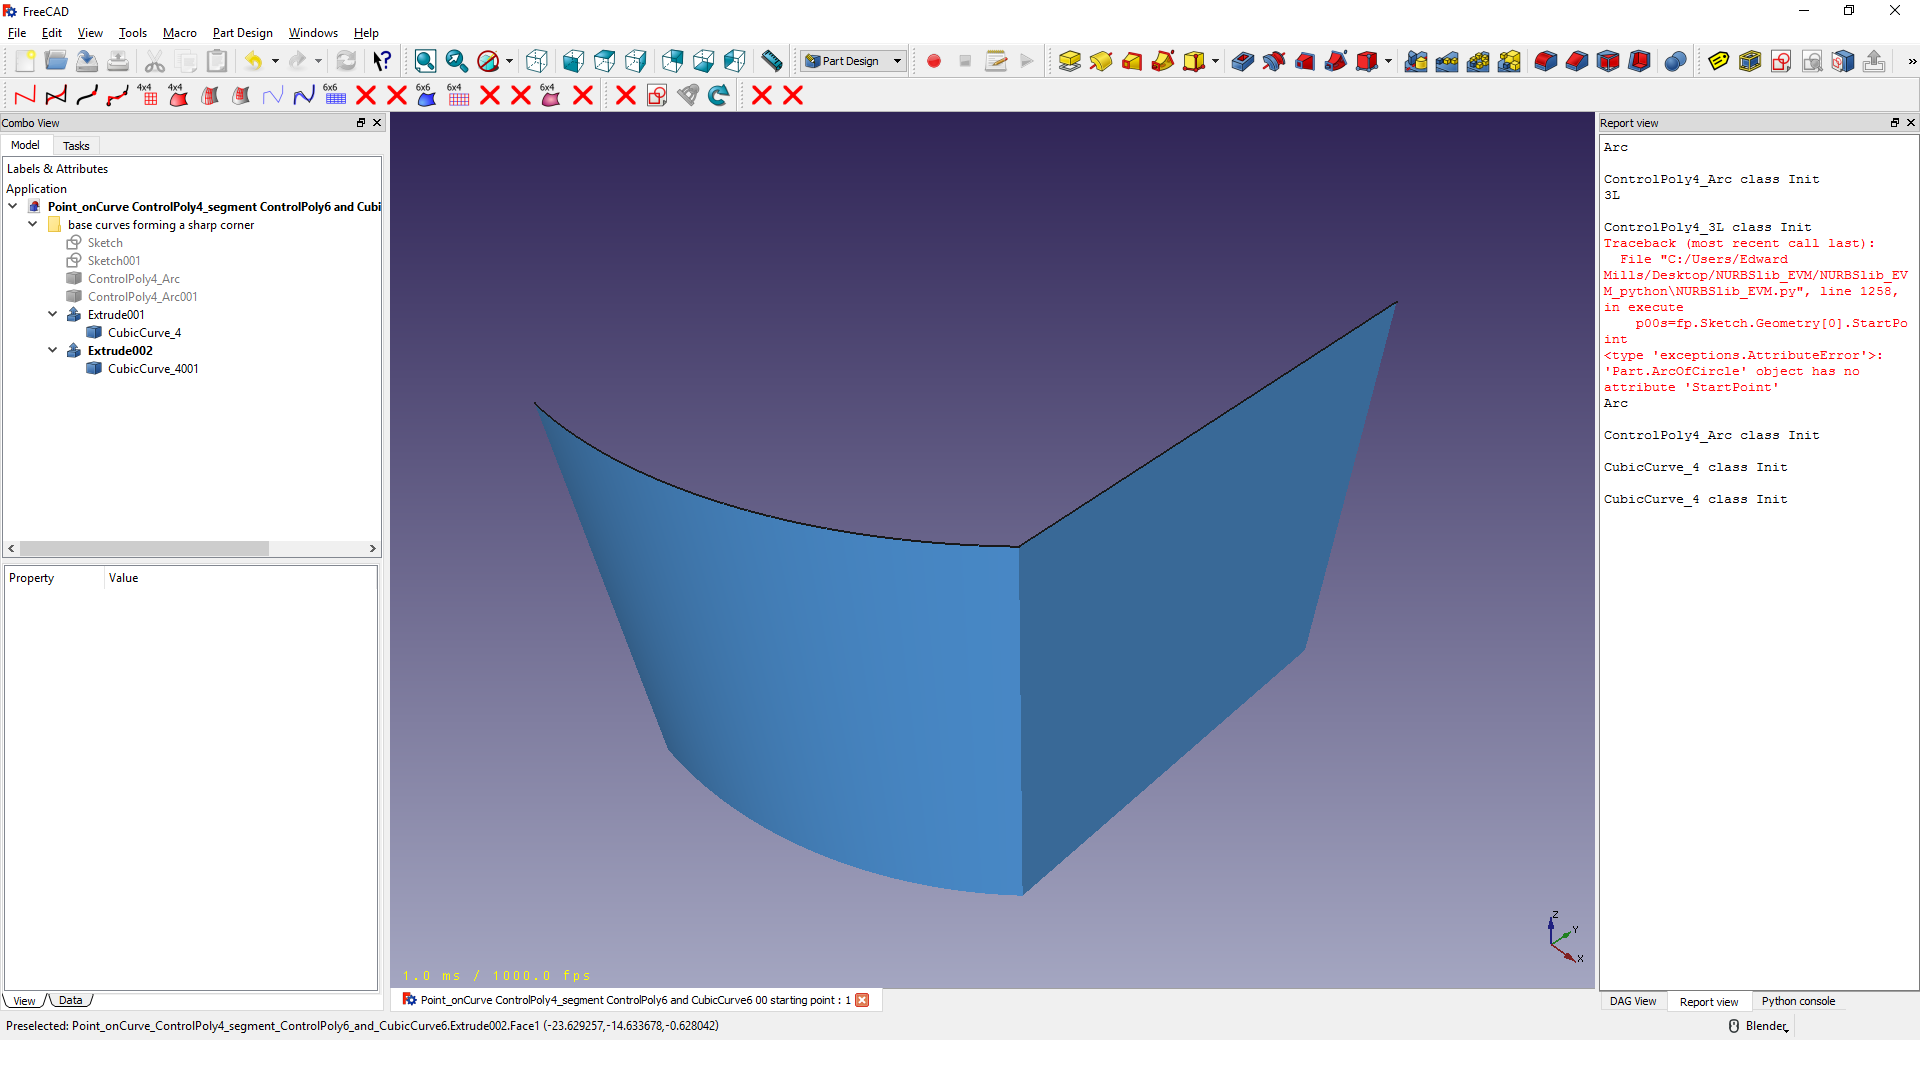 FreeCAD
File Edit View Tools Macro Part Design Windows Help
Part Design
»
4x4 4x4 6x6 6x6 6x4 6x4
Combo View
Model Tasks
Labels & Attributes
Application
Point_onCurve ControlPoly4_segment ControlPoly6 and Cubi
base curves forming a sharp corner
Sketch
Sketch001
ControlPoly4_Arc
ControlPoly4_Arc001
Extrude001
CubicCurve_4
Extrude002
CubicCurve_4001
Property Value
View Data
1.0 ms / 1000.0 fps
Z
Y
X
Point_onCurve ControlPoly4_segment ControlPoly6 and CubicCurve6 00 starting point : 1
Report view
Arc
ControlPoly4_Arc class Init
3L
ControlPoly4_3L class Init
Traceback (most recent call last):
File "C:/Users/Edward
Mills/Desktop/NURBSlib_EVM/NURBSlib_EV
M_python\NURBSlib_EVM.py", line 1258,
in execute
p00s=fp.Sketch.Geometry[0].StartPo
int
<type 'exceptions.AttributeError'>:
'Part.ArcOfCircle' object has no
attribute 'StartPoint'
Arc
ControlPoly4_Arc class Init
CubicCurve_4 class Init
CubicCurve_4 class Init
DAG View Report view Python console
Preselected: Point_onCurve_ControlPoly4_segment_ControlPoly6_and_CubicCurve6.Extrude002.Face1 (-23.629257,-14.633678,-0.628042)
Blender